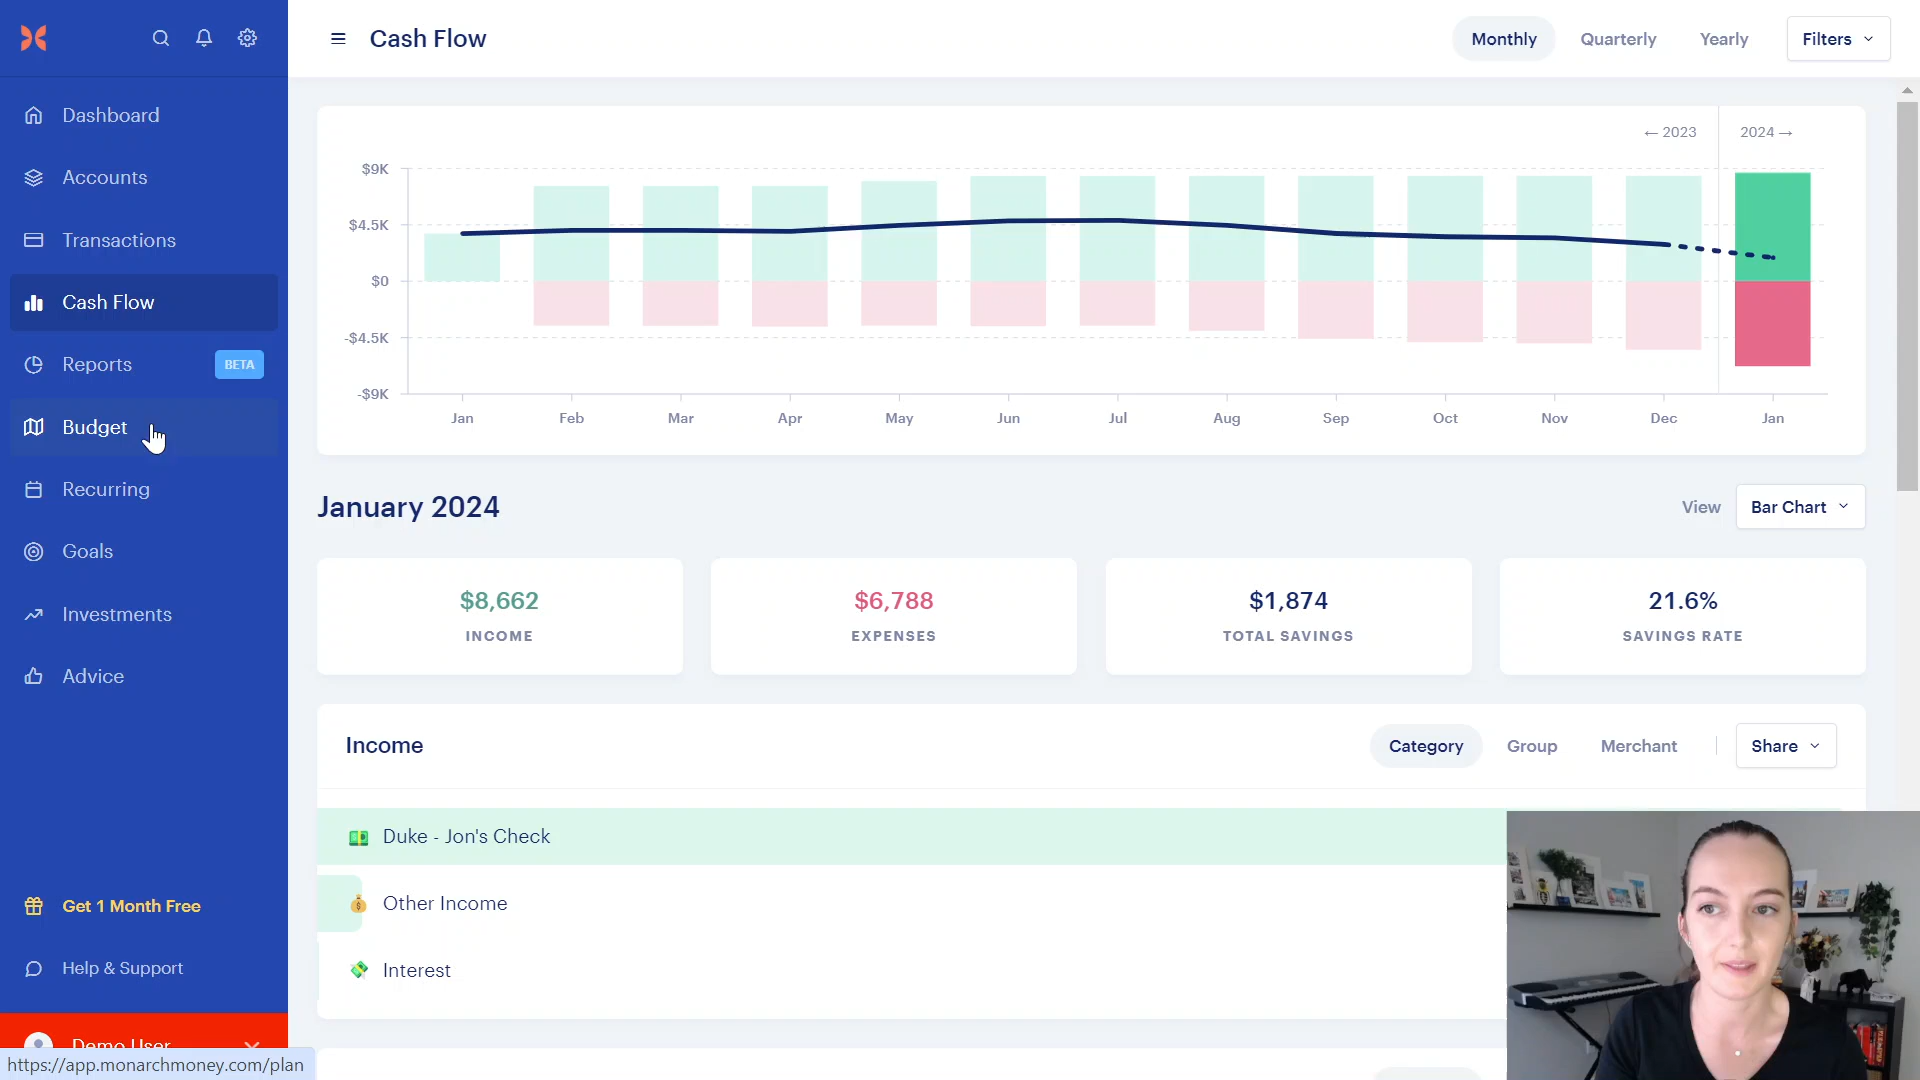 Cash Flow
Monthly
Quarterly
Yearly
Filters
Dashboard
Accounts
Transactions
Cash Flow
Reports
BETA
Budget
Recurring
Goals
Investments
Advice
Get 1 Month Free
Help & Support
Demo User
https://app.monarchmoney.com/plan
← 2023
2024 →
$9K
$4.5K
$0
-$4.5K
-$9K
Jan
Feb
Mar
Apr
May
Jun
Jul
Aug
Sep
Oct
Nov
Dec
Jan
January 2024
View
Bar Chart
$8,662
INCOME
$6,788
EXPENSES
$1,874
TOTAL SAVINGS
21.6%
SAVINGS RATE
Income
Category
Group
Merchant
Share
Duke - Jon's Check
Other Income
Interest